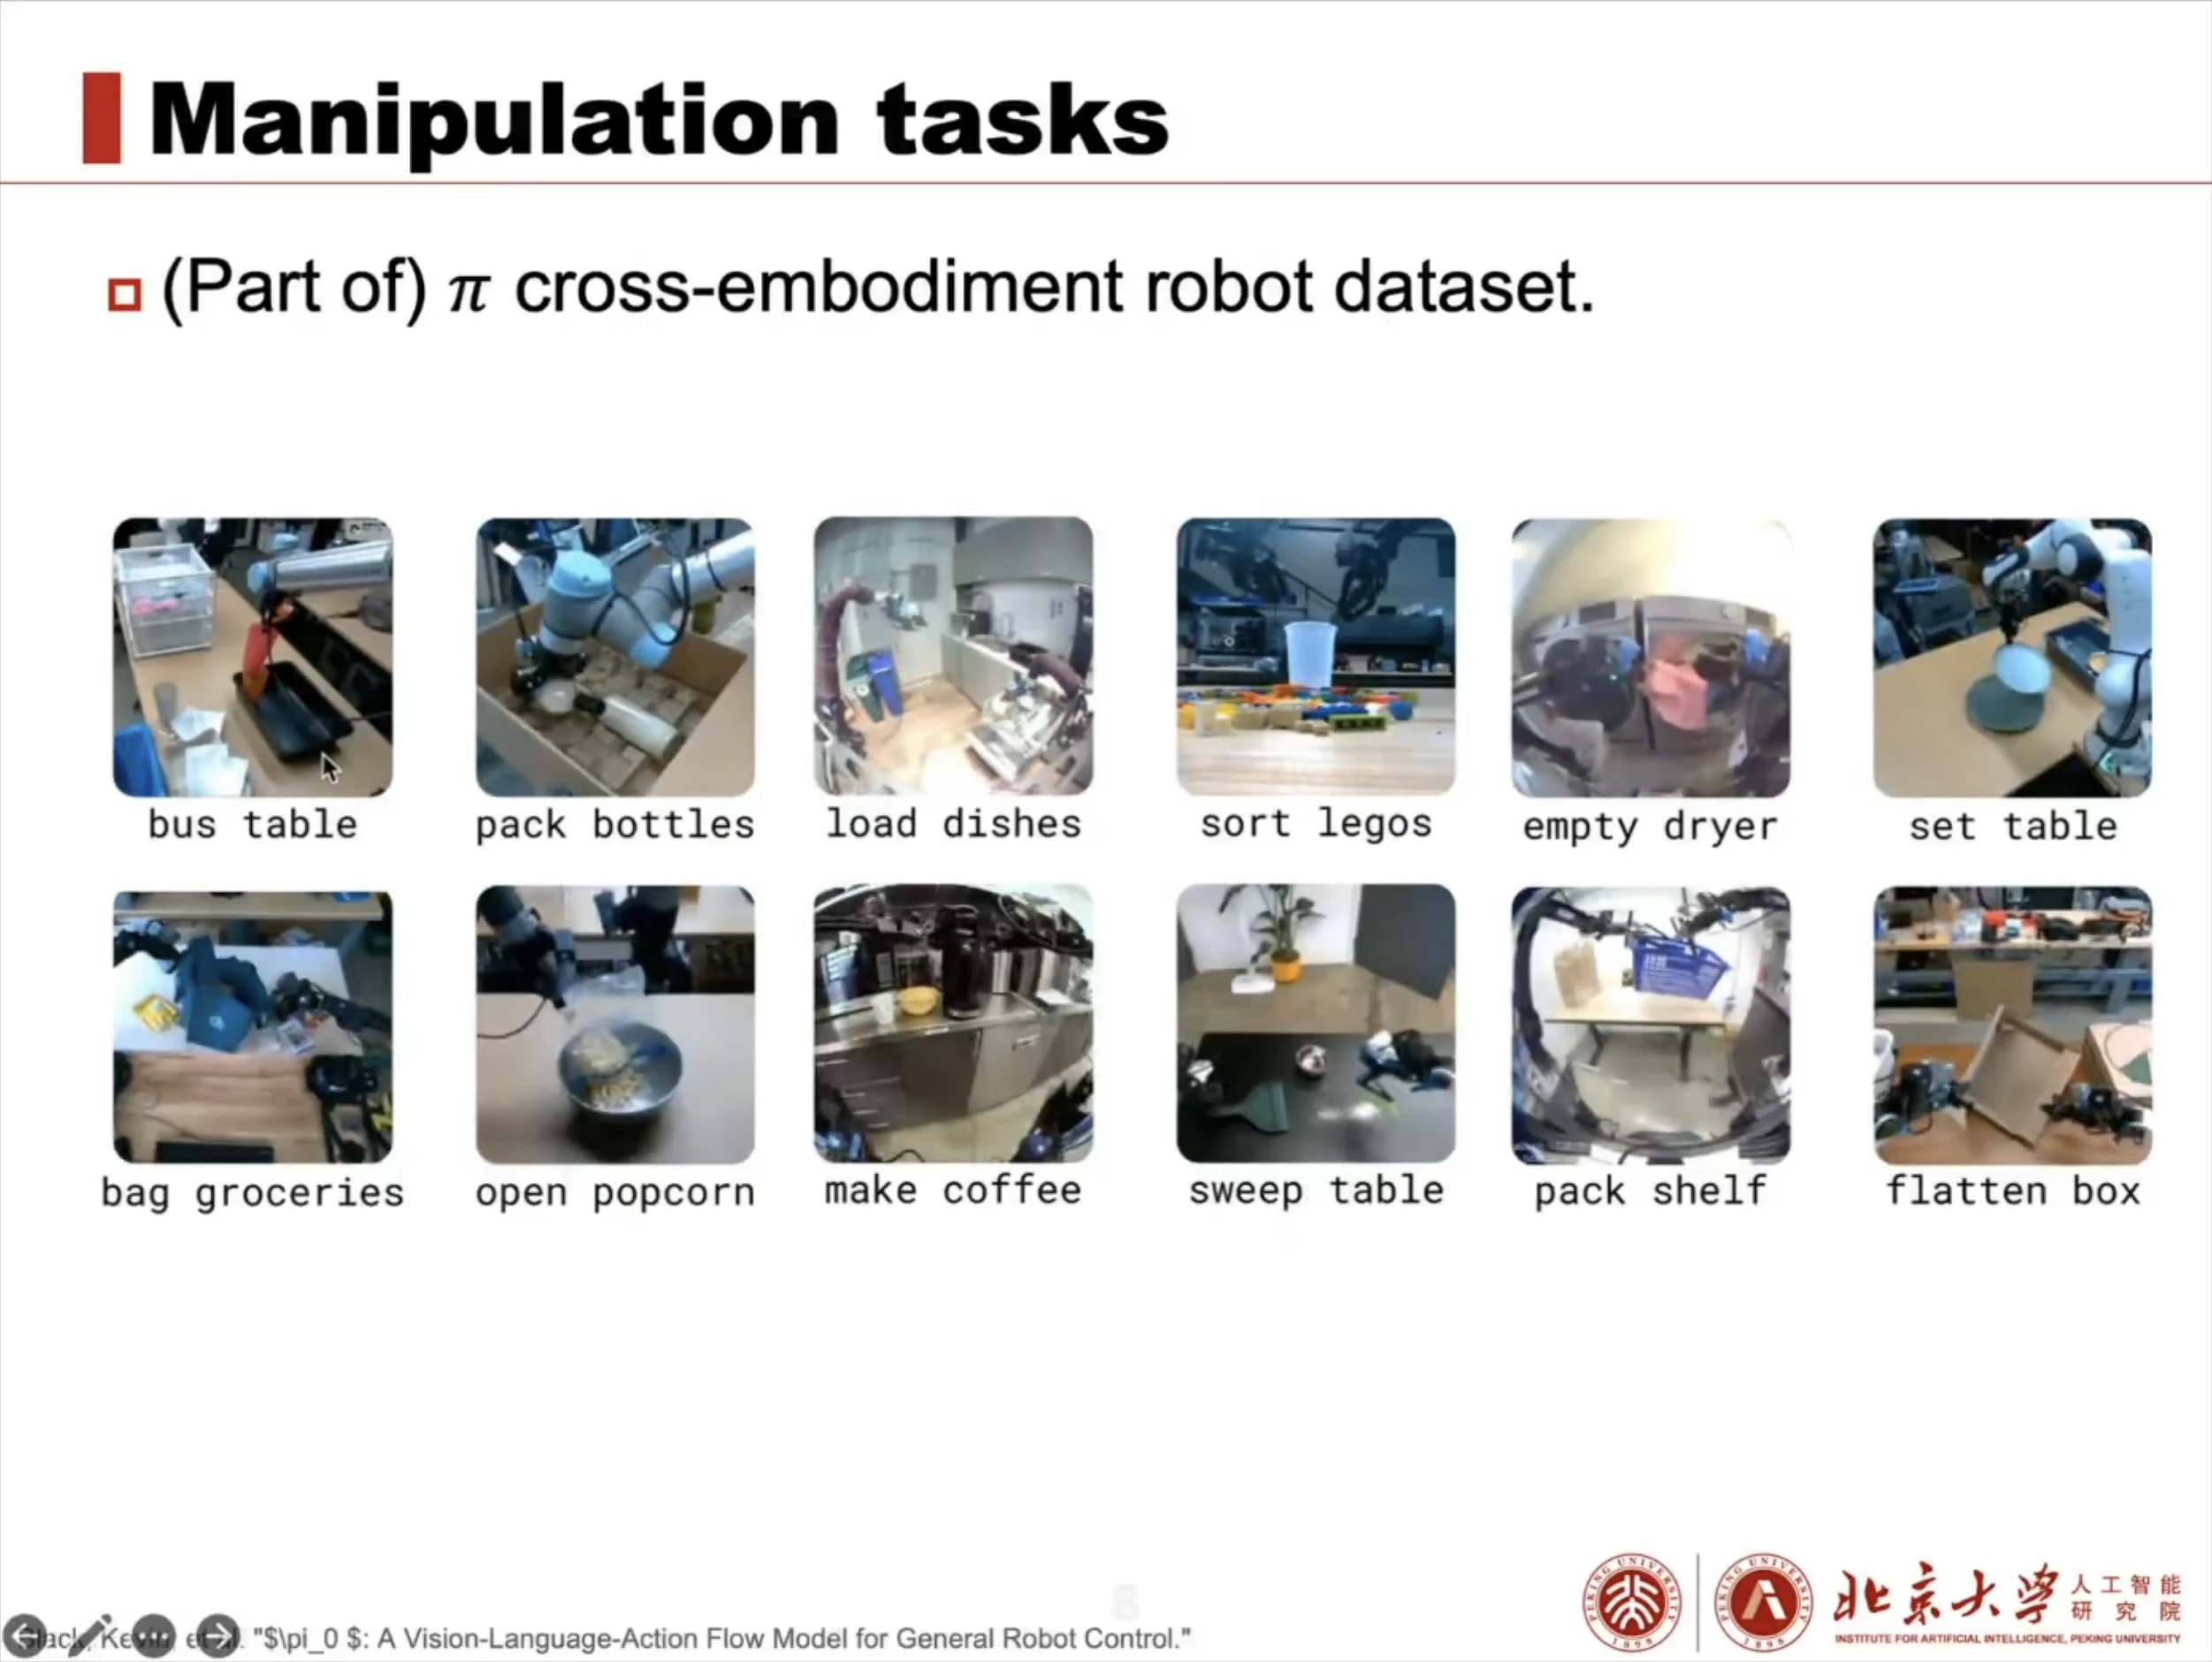 Manipulation tasks
(Part of) π cross-embodiment robot dataset.
bus table
pack bottles
load dishes
sort legos
empty dryer
set table
bag groceries
open popcorn
make coffee
sweep table
pack shelf
flatten box
8
Black, Kevin, et al. "$\pi_0 $: A Vision-Language-Action Flow Model for General Robot Control."
PEKING UNIVERSITY
1898
PEKING UNIVERSITY
1898
北京大学
人工智能
研究院
INSTITUTE FOR ARTIFICIAL INTELLIGENCE, PEKING UNIVERSITY